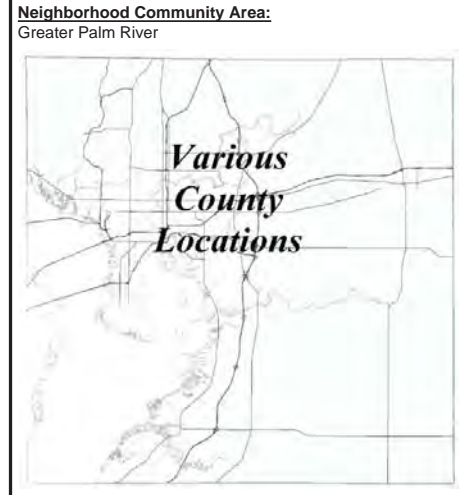 Neighborhood Community Area:
Greater Palm River
Various
County
Locations